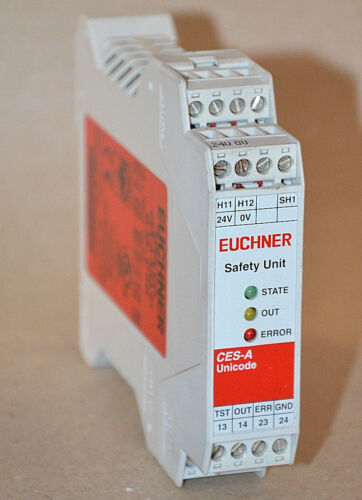 24V 0V
H11 H12 SH1
24V 0V
EUCHNER
Safety Unit
STATE
OUT
ERROR
CES-A
Unicode
TST OUT ERR GND
13 14 23 24
EUCHNER